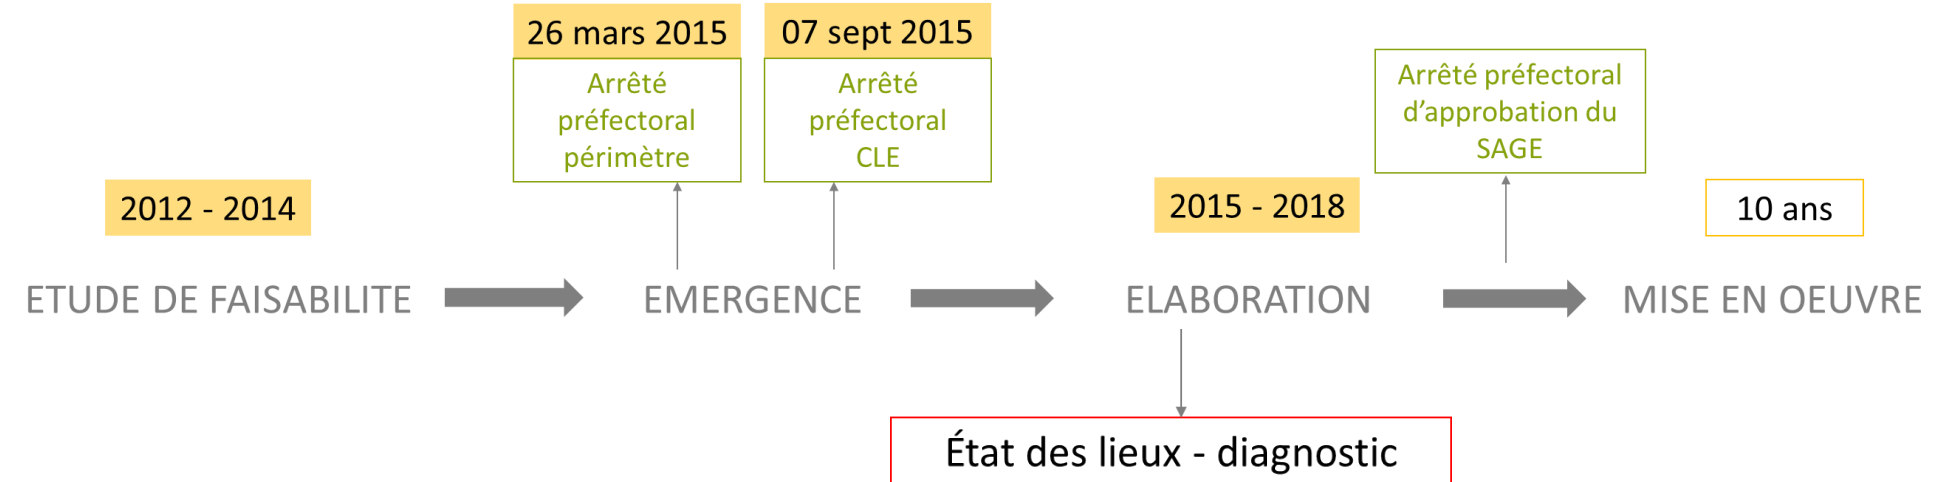 26 mars 2015
Arrêté
préfectoral
périmètre
07 sept 2015
Arrêté
préfectoral
CLE
Arrêté préfectoral
d’approbation du
SAGE
2012 - 2014
2015 - 2018
10 ans
ETUDE DE FAISABILITE
EMERGENCE
ELABORATION
MISE EN OEUVRE
État des lieux - diagnostic